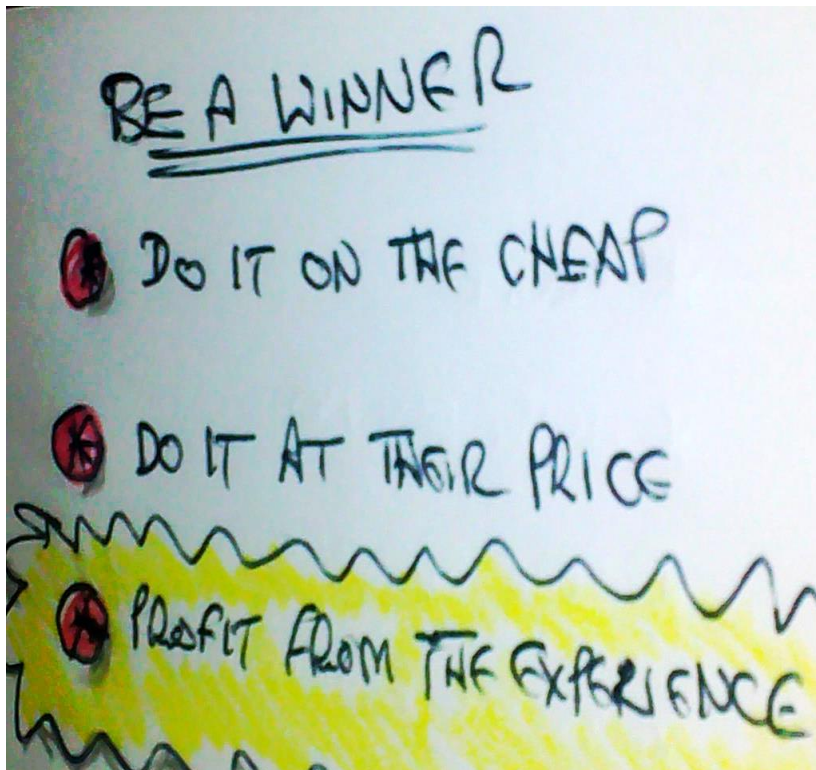 BE A WINNER
DO IT ON THE CHEAP
DO IT AT THEIR PRICE
PROFIT FROM THE EXPERIENCE